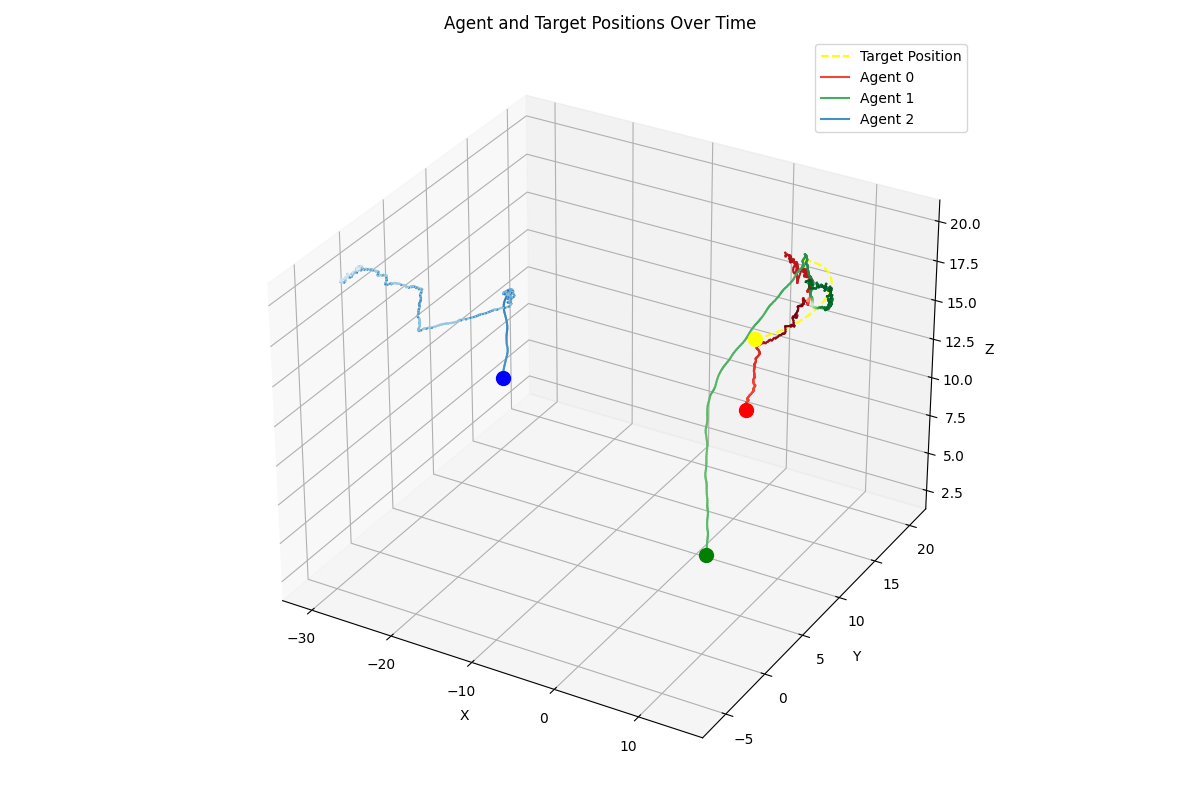 Agent and Target Positions Over Time
Target Position
Agent 0
Agent 1
Agent 2
20.0
17.5
15.0
12.5
10.0
7.5
5.0
2.5
Z
20
15
10
5
0
−5
Y
−30
−20
−10
0
10
X